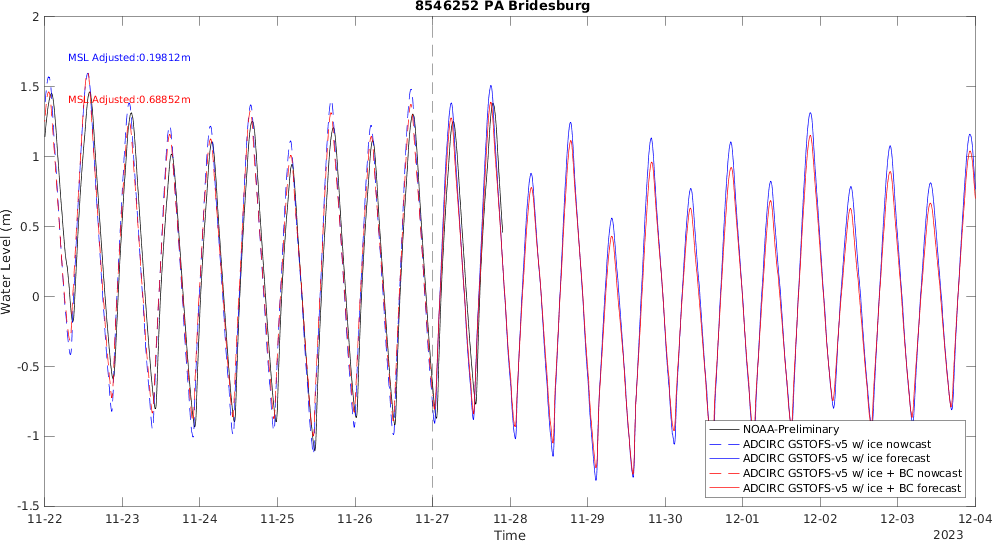 8546252 PA Bridesburg
2
1.5
1
0.5
0
-0.5
-1
-1.5
Water Level (m)
MSL Adjusted:0.19812m
MSL Adjusted:0.68852m
NOAA-Preliminary
ADCIRC GSTOFS-v5 w/ ice nowcast
ADCIRC GSTOFS-v5 w/ ice forecast
ADCIRC GSTOFS-v5 w/ ice + BC nowcast
ADCIRC GSTOFS-v5 w/ ice + BC forecast
11-22 11-23 11-24 11-25 11-26 11-27 11-28 11-29 11-30 12-01 12-02 12-03 12-04
Time
2023